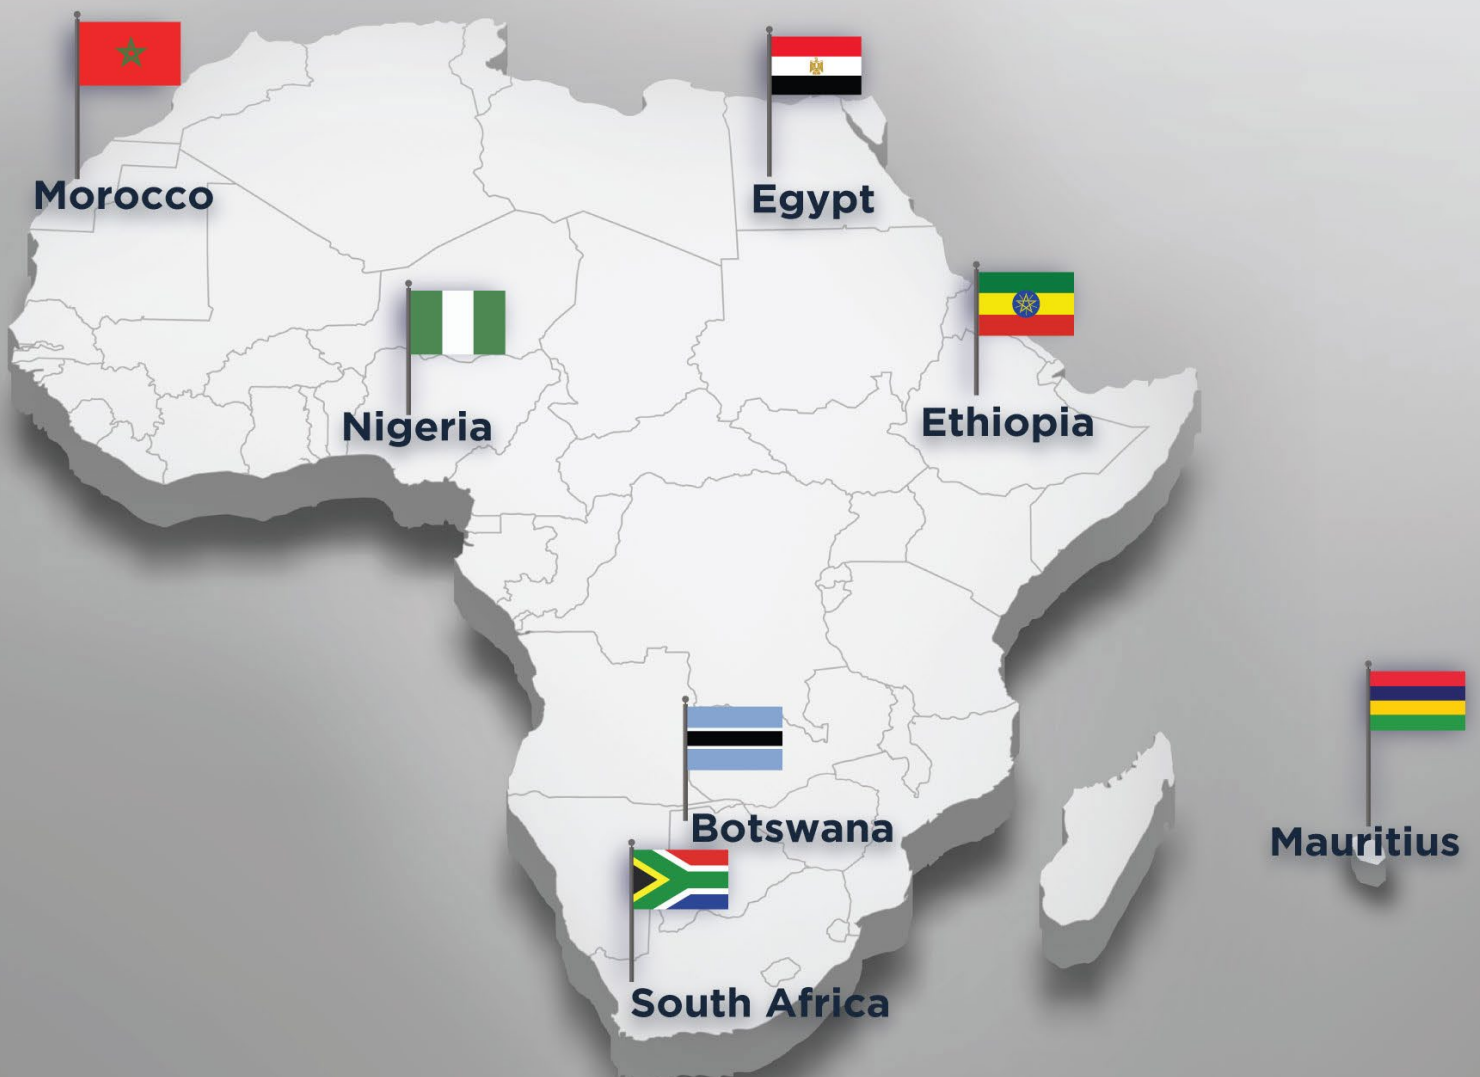 Morocco
Egypt
Nigeria
Ethiopia
Botswana
Mauritius
South Africa